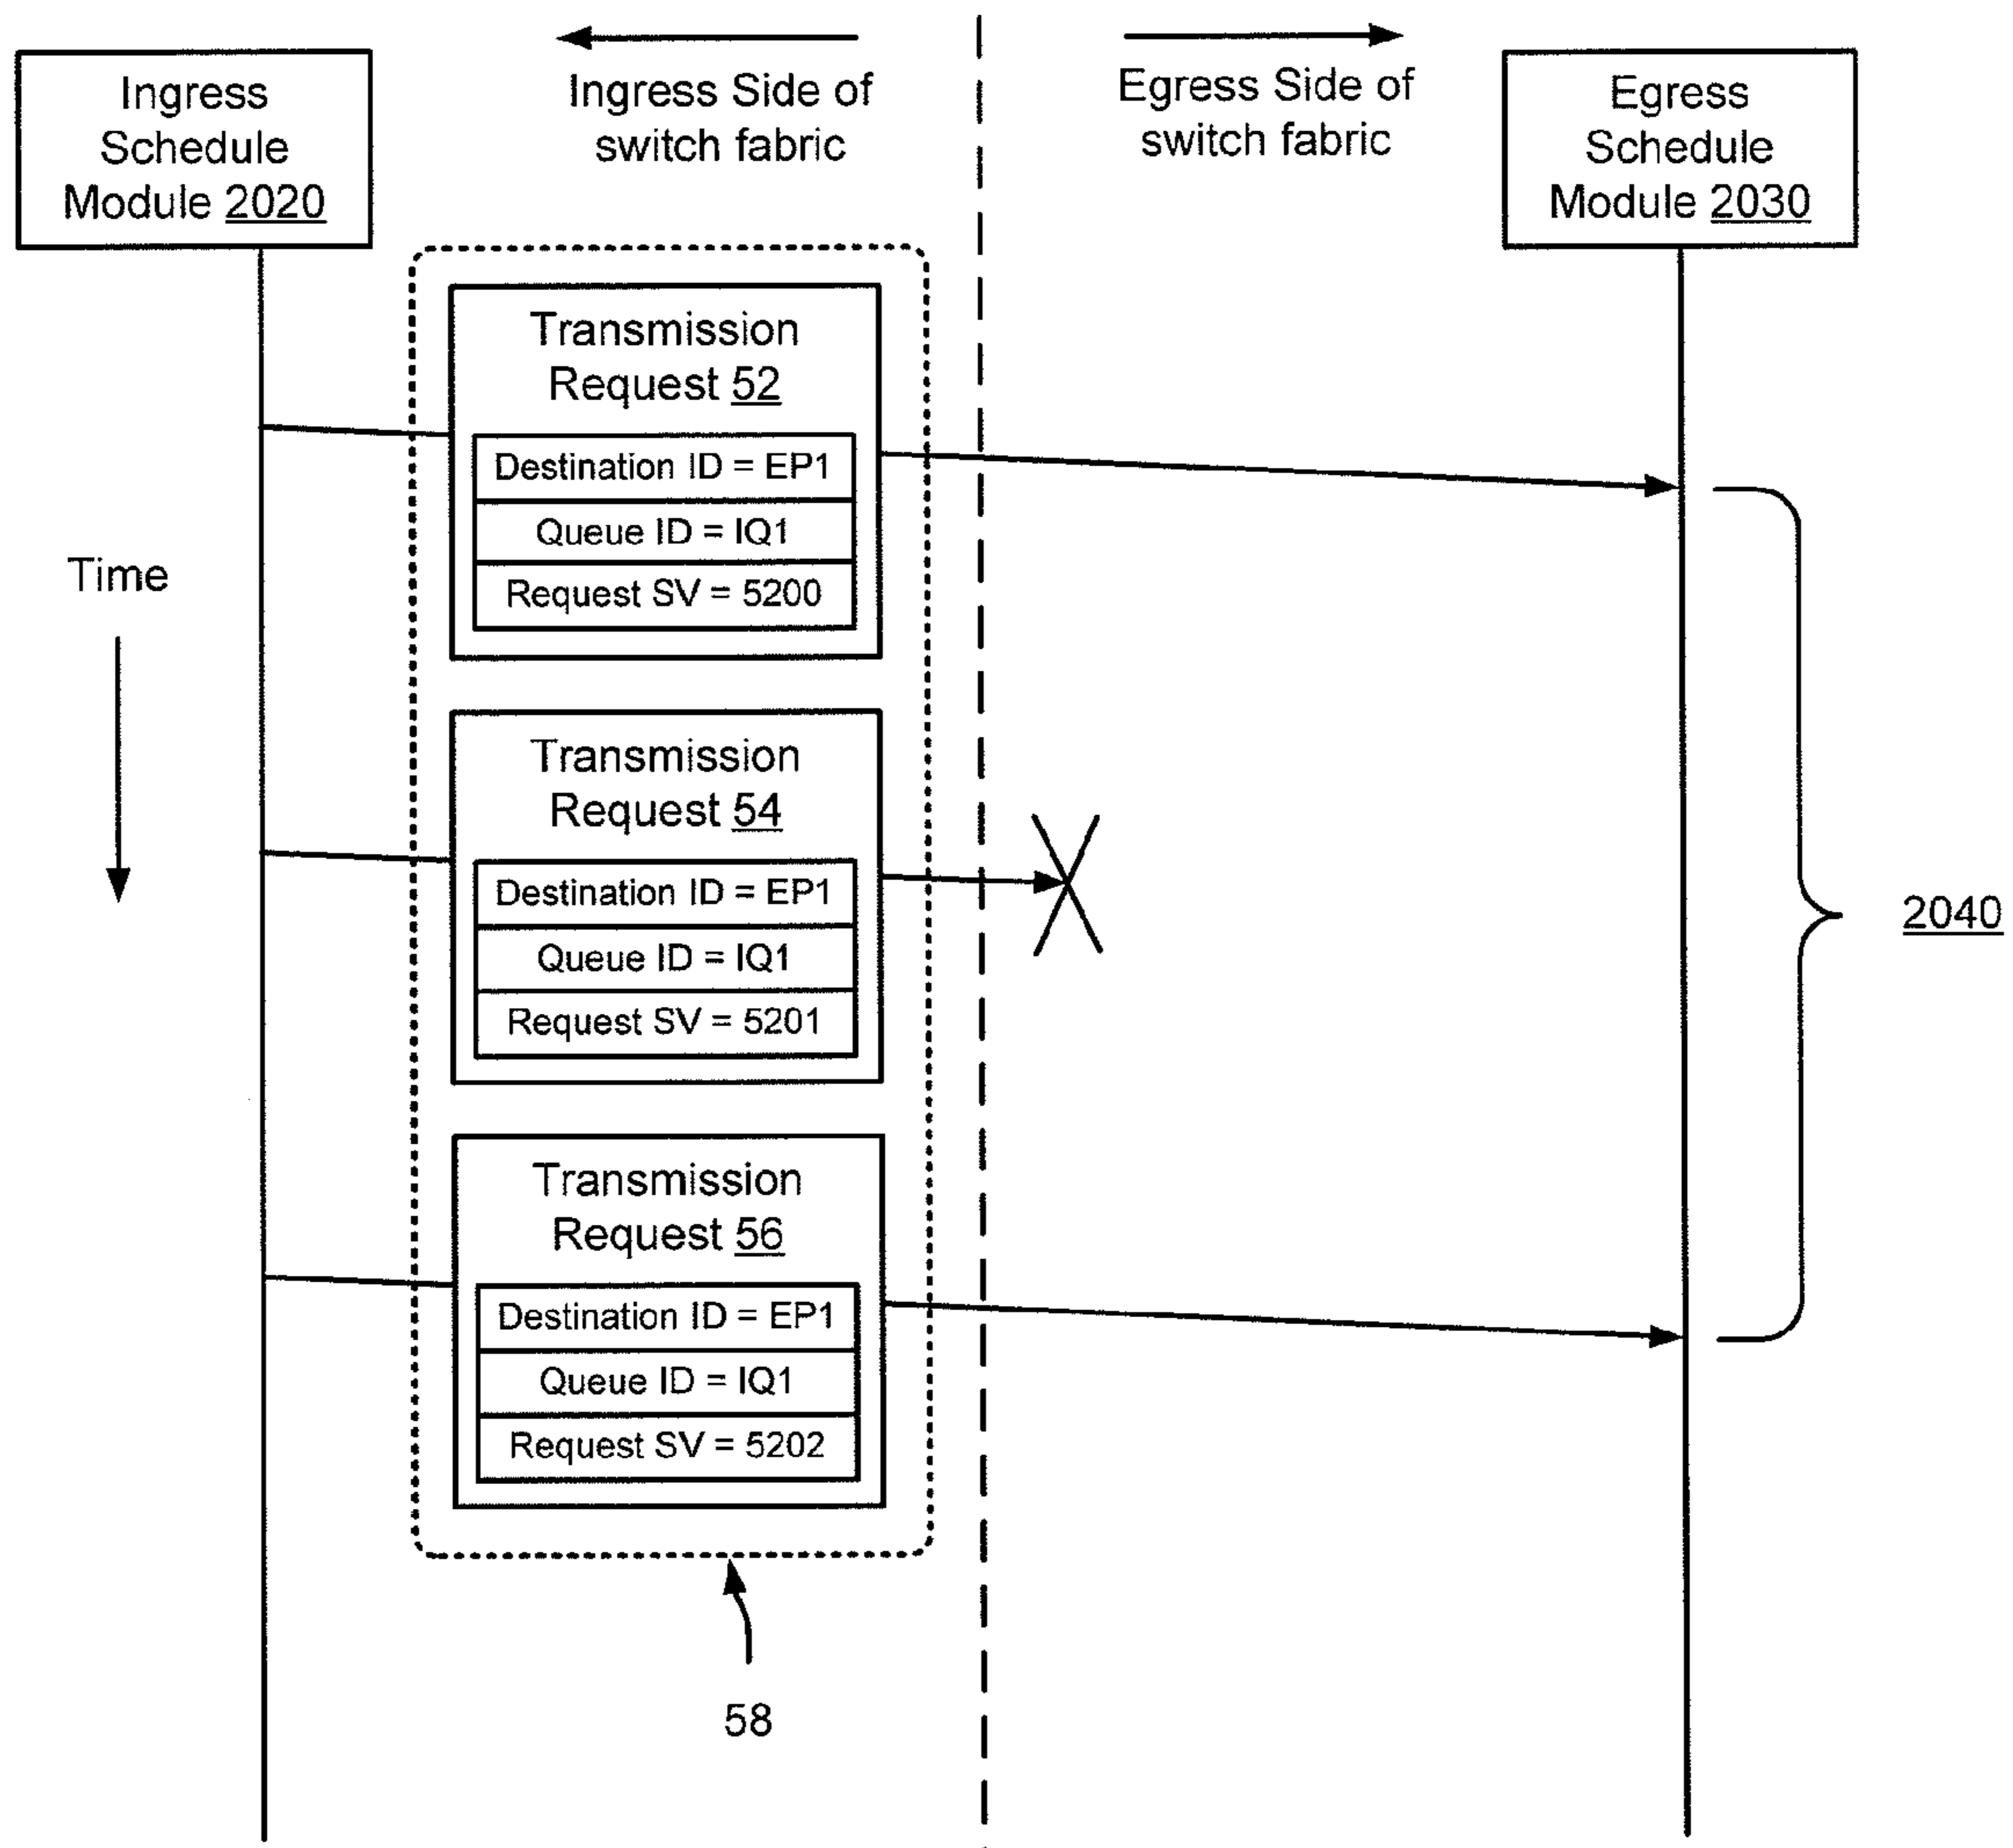 Ingress
Schedule
Module 2020
Ingress Side of
switch fabric
Egress Side of
switch fabric
Egress
Schedule
Module 2030
Time
Transmission
Request 52
Destination ID = EP1
Queue ID = IQ1
Request SV = 5200
Transmission
Request 54
Destination ID = EP1
Queue ID = IQ1
Request SV = 5201
Transmission
Request 56
Destination ID = EP1
Queue ID = IQ1
Request SV = 5202
2040
58